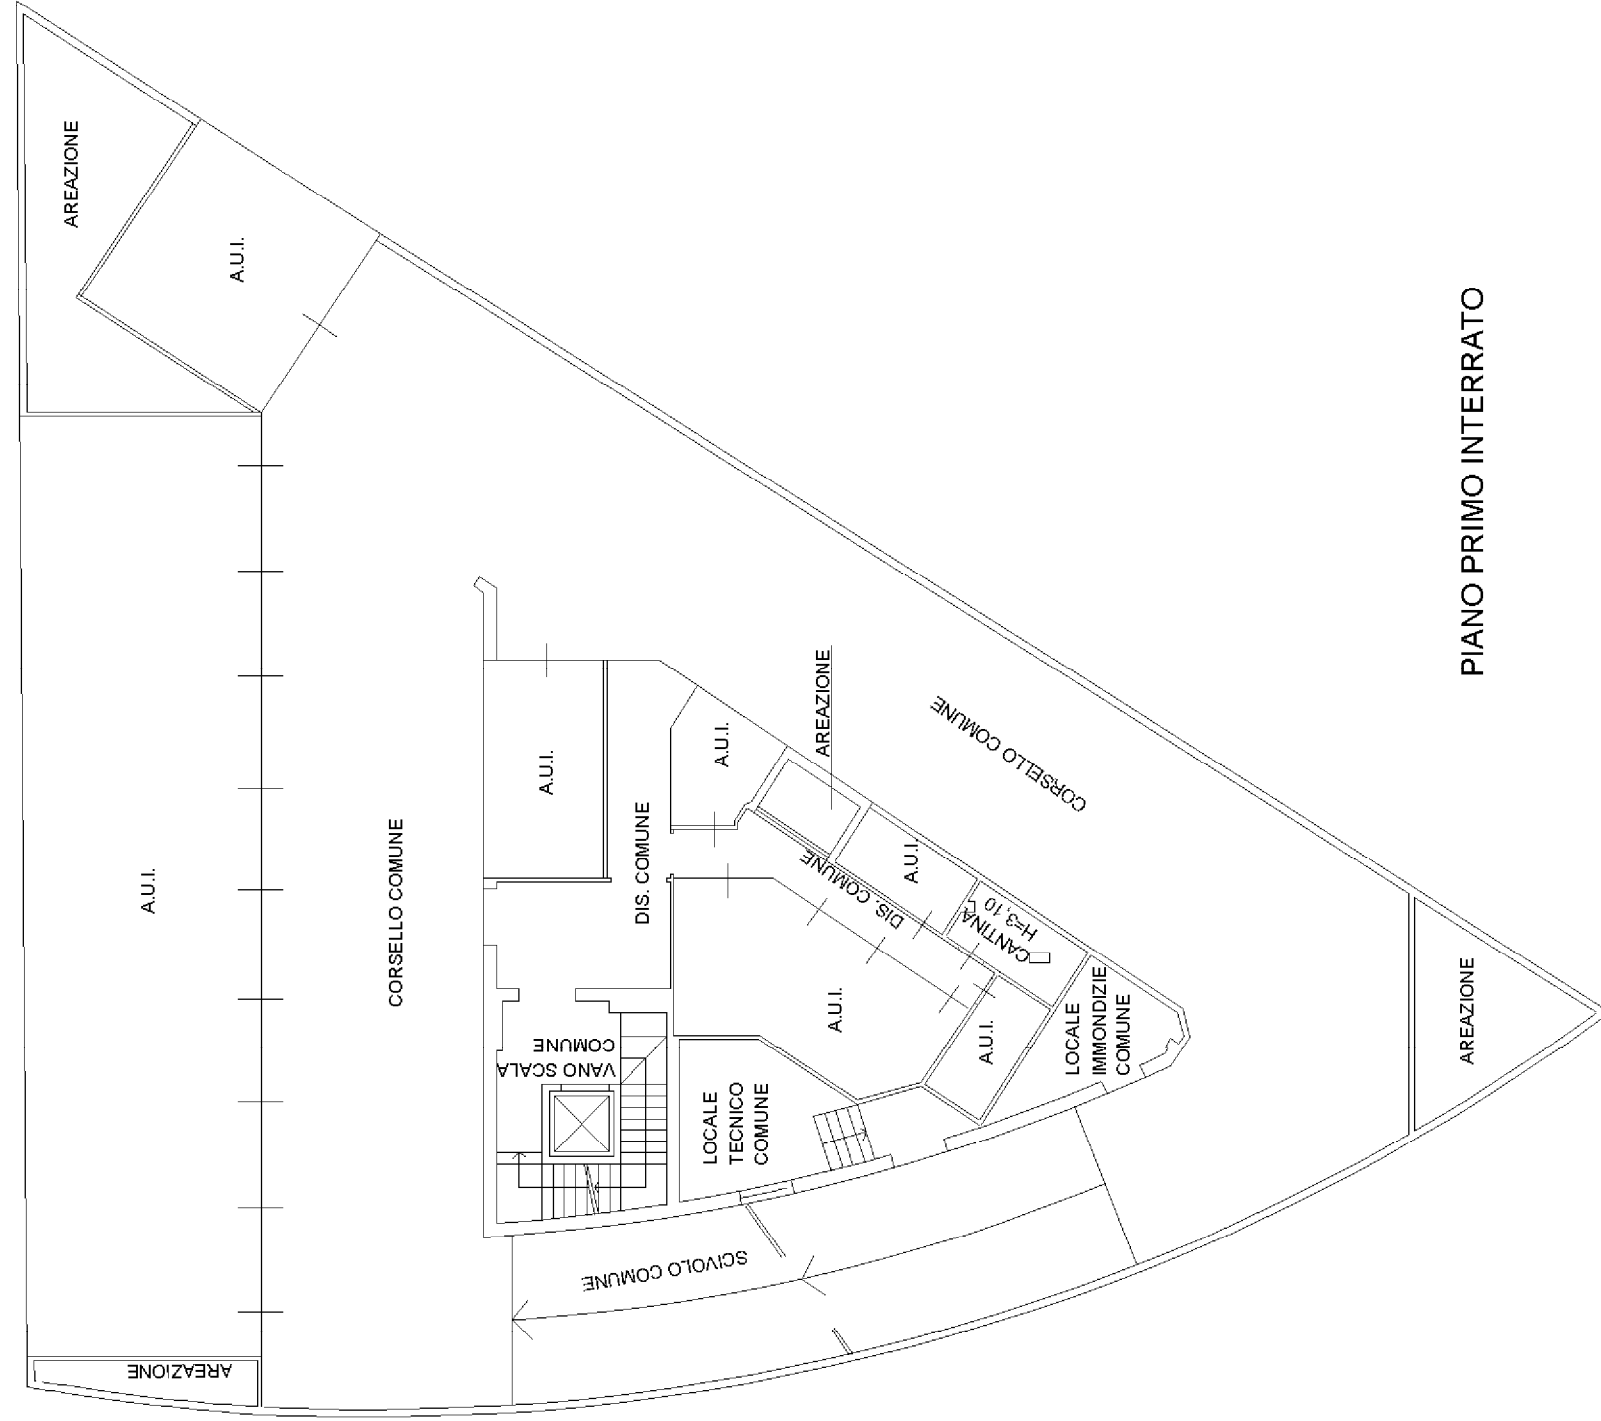 AREAZIONE
A.U.I.
A.U.I.
CORSELLO COMUNE
A.U.I.
DIS. COMUNE
A.U.I.
AREAZIONE
CORSELLO COMUNE
A.U.I.
DIS. COMUNE
CANTINA
H=3,10
A.U.I.
A.U.I.
LOCALE
IMMONDIZIE
COMUNE
VANO SCALA
COMUNE
LOCALE
TECNICO
COMUNE
SCIVOLO COMUNE
AREAZIONE
AREAZIONE
PIANO PRIMO INTERRATO